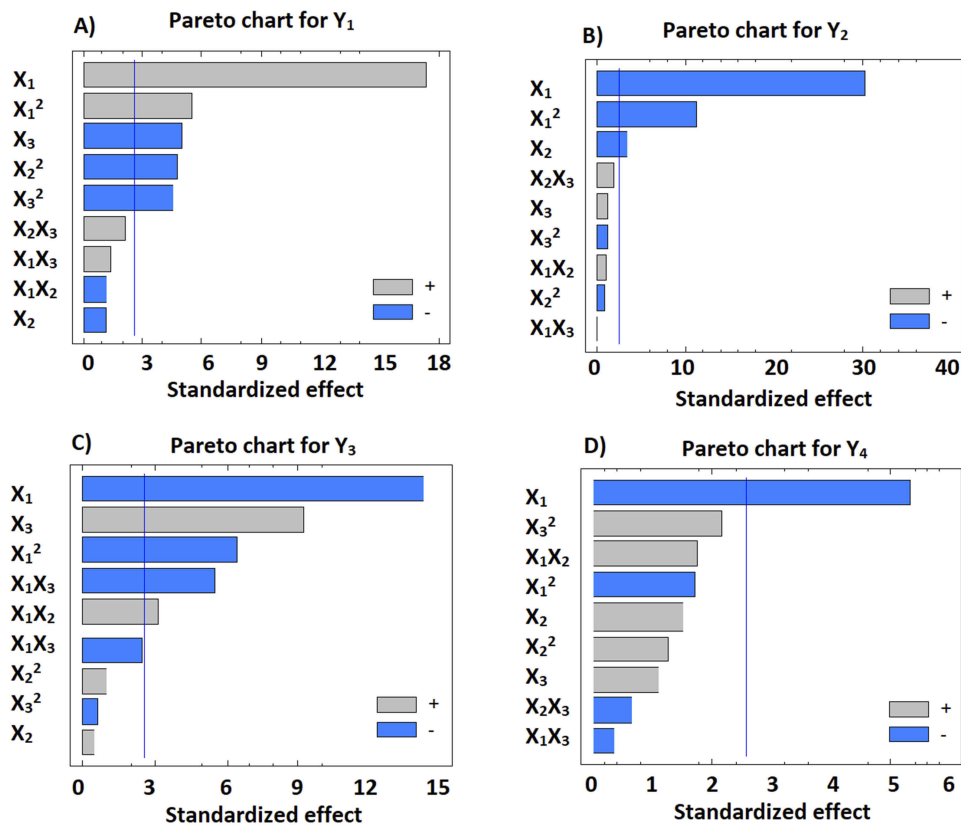 A)
Pareto chart for Y₁
X₁
X₁²
X₃
X₂²
X₃²
X₂X₃
X₁X₃
X₁X₂
X₂
+
-
0 3 6 9 12 15 18
Standardized effect
B)
Pareto chart for Y₂
X₁
X₁²
X₂
X₂X₃
X₃
X₃²
X₁X₂
X₂²
X₁X₃
+
-
0 10 20 30 40
Standardized effect
C)
Pareto chart for Y₃
X₁
X₃
X₁²
X₁X₃
X₁X₂
X₁X₃
X₂²
X₃²
X₂
+
-
0 3 6 9 12 15
Standardized effect
D)
Pareto chart for Y₄
X₁
X₃²
X₁X₂
X₁²
X₂
X₂²
X₃
X₂X₃
X₁X₃
+
-
0 1 2 3 4 5 6
Standardized effect